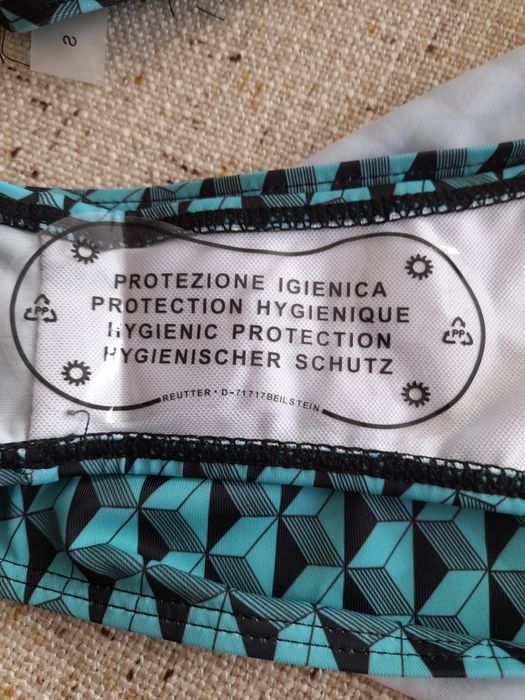 S
PROTEZIONE IGIENICA
PROTECTION HYGIENIQUE
HYGIENIC PROTECTION
HYGIENISCHER SCHUTZ
PP
PP
REUTTER · D-71717BEILSTEIN